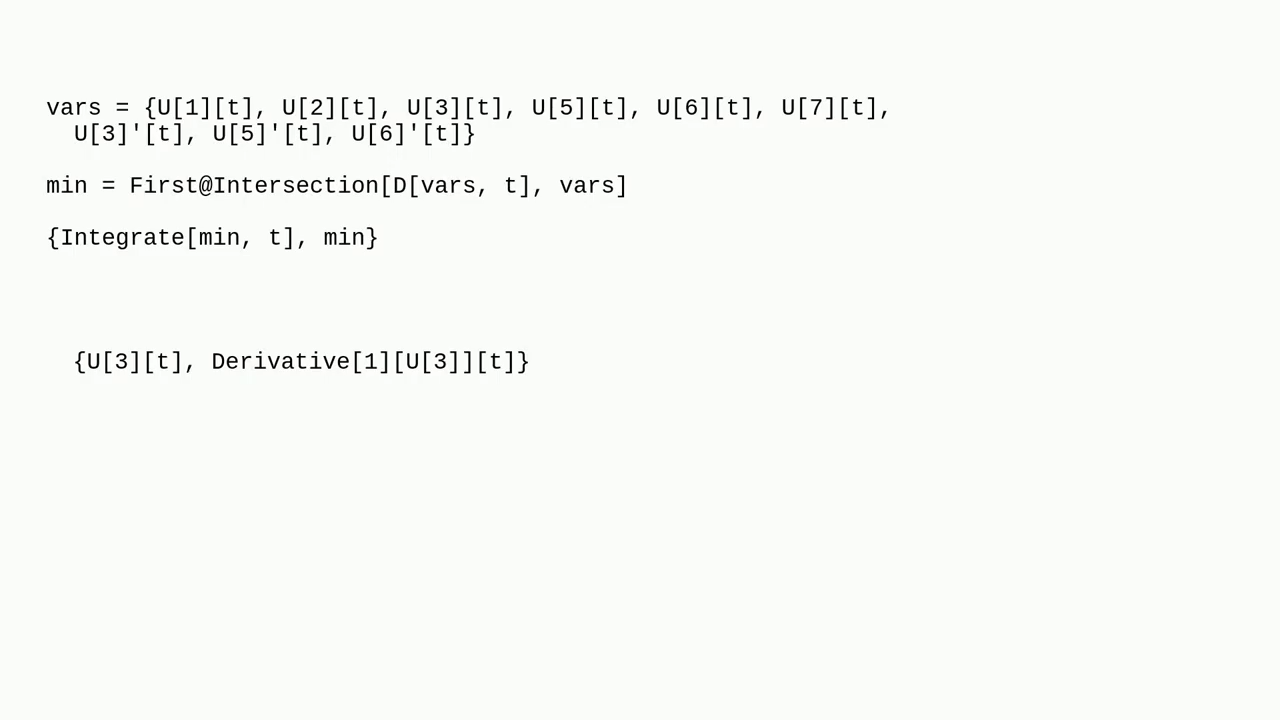 vars = {U[1][t], U[2][t], U[3][t], U[5][t], U[6][t], U[7][t],
U[3]'[t], U[5]'[t], U[6]'[t]}
min = First@Intersection[D[vars, t], vars]
{Integrate[min, t], min}
{U[3][t], Derivative[1][U[3]][t]}